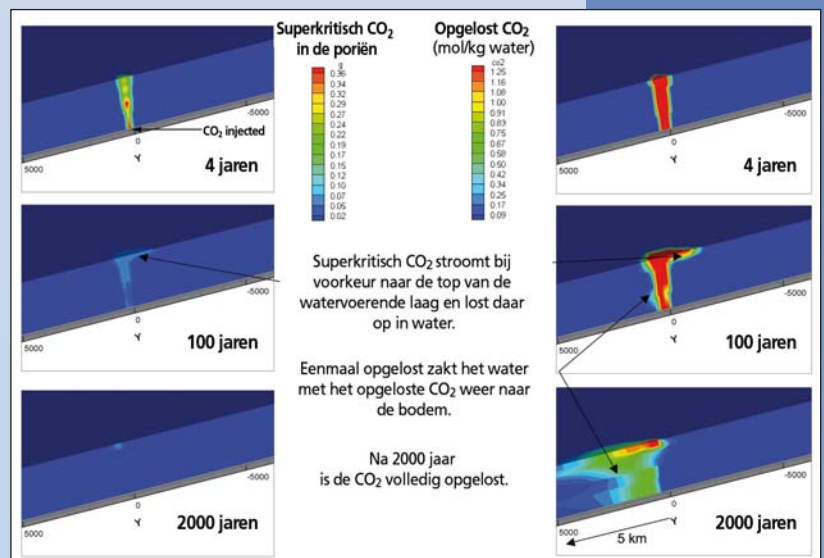 Superkritisch CO₂
in de poriën
g
0.36
0.34
0.32
0.29
0.27
0.24
0.22
0.19
0.17
0.15
0.12
0.10
0.07
0.05
0.02
Opgelost CO₂
(mol/kg water)
co2
1.25
1.16
1.08
1.00
0.91
0.83
0.75
0.67
0.58
0.50
0.42
0.34
0.25
0.17
0.09
CO₂ injected
-5000
0
Y
5000
4 jaren
-5000
0
Y
5000
4 jaren
Superkritisch CO₂ stroomt bij
voorkeur naar de top van de
watervoerende laag en lost daar
op in water.
-5000
0
Y
5000
100 jaren
-5000
0
Y
5000
100 jaren
Eenmaal opgelost zakt het water
met het opgeloste CO₂ weer naar
de bodem.
Na 2000 jaar
is de CO₂ volledig opgelost.
-5000
0
Y
5000
2000 jaren
-5000
0
Y
5000
5 km
2000 jaren